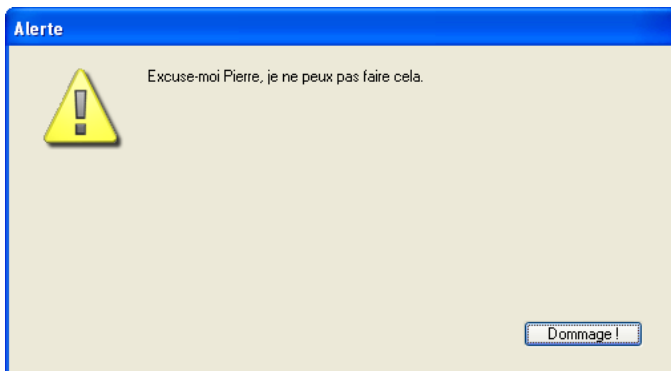 Alerte
Excuse-moi Pierre, je ne peux pas faire cela.
Dommage !